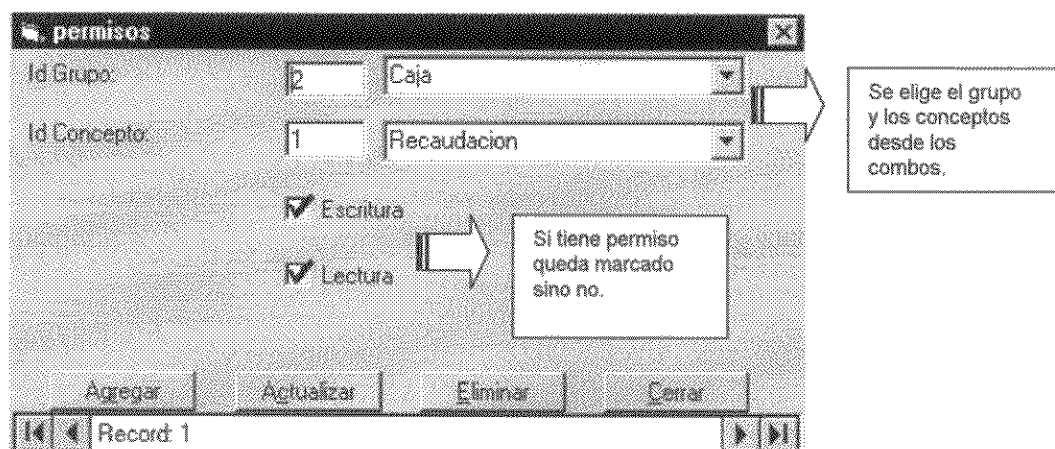 permisos
Id Grupo: 2 Caja
Id Concepto: 1 Recaudacion
Escritura
Lectura
Se elige el grupo
y los conceptos
desde los
combos.
Si tiene permiso
queda marcado
sino no.
Agregar Actualizar Eliminar Cerrar
Record: 1